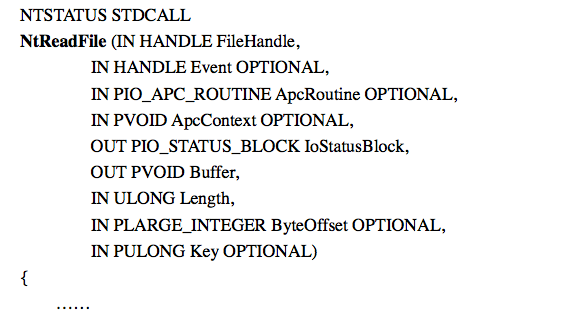 NTSTATUS STDCALL
NtReadFile (IN HANDLE FileHandle,
IN HANDLE Event OPTIONAL,
IN PIO_APC_ROUTINE ApcRoutine OPTIONAL,
IN PVOID ApcContext OPTIONAL,
OUT PIO_STATUS_BLOCK IoStatusBlock,
OUT PVOID Buffer,
IN ULONG Length,
IN PLARGE_INTEGER ByteOffset OPTIONAL,
IN PULONG Key OPTIONAL)
{
......